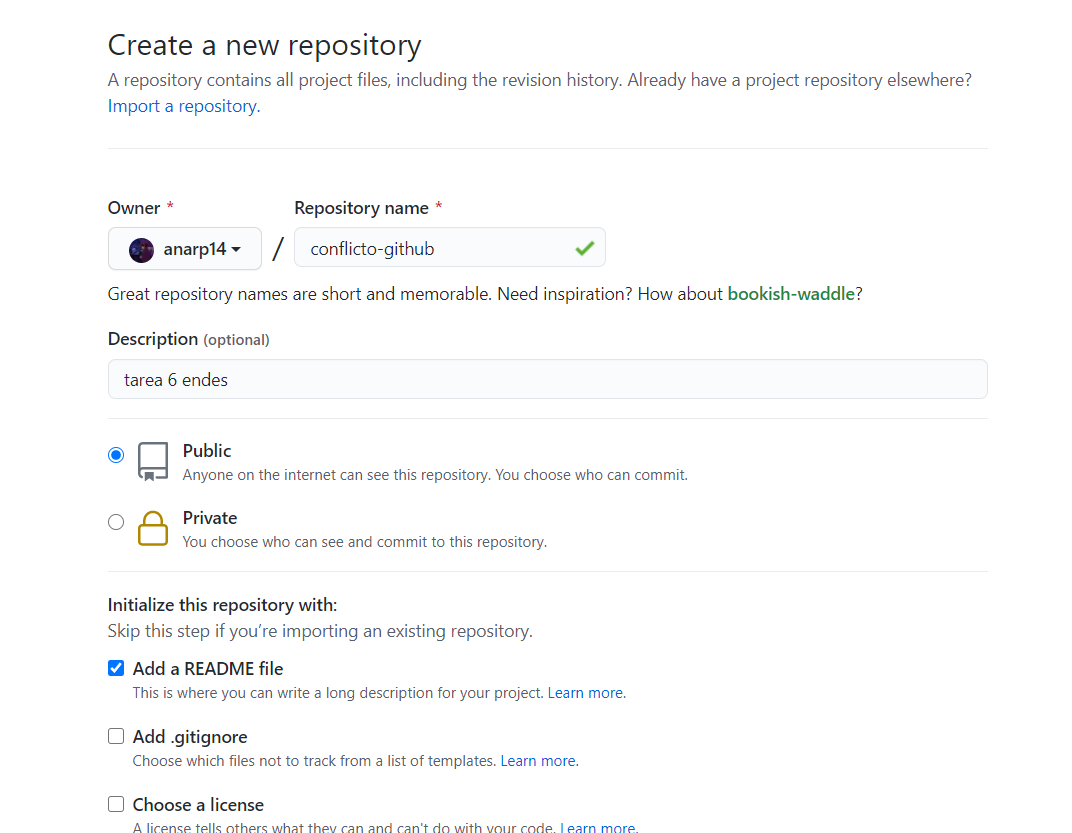 Create a new repository
A repository contains all project files, including the revision history. Already have a project repository elsewhere?
Import a repository.
Owner * Repository name *
anarp14 / conflicto-github
Great repository names are short and memorable. Need inspiration? How about bookish-waddle?
Description (optional)
tarea 6 endes
Public
Anyone on the internet can see this repository. You choose who can commit.
Private
You choose who can see and commit to this repository.
Initialize this repository with:
Skip this step if you’re importing an existing repository.
Add a README file
This is where you can write a long description for your project. Learn more.
Add .gitignore
Choose which files not to track from a list of templates. Learn more.
Choose a license
A license tells others what they can and can't do with your code. Learn more.